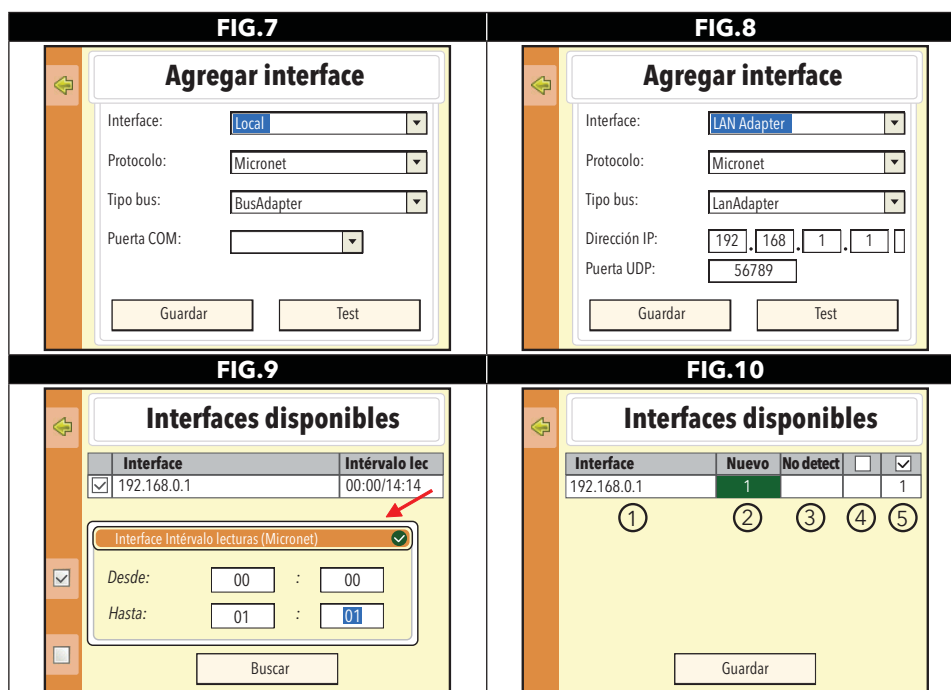 FIG.7
Agregar interface
Interface: Local
Protocolo: Micronet
Tipo bus: BusAdapter
Puerta COM:
Guardar Test
FIG.8
Agregar interface
Interface: LAN Adapter
Protocolo: Micronet
Tipo bus: LanAdapter
Dirección IP: 192 . 168 . 1 . 1
Puerta UDP: 56789
Guardar Test
FIG.9
Interfaces disponibles
Interface Intérvalo lec
192.168.0.1 00:00/14:14
Interface Intérvalo lecturas (Micronet)
Desde: 00 : 00
Hasta: 01 : 01
Buscar
FIG.10
Interfaces disponibles
Interface Nuevo No detect
192.168.0.1 1 1
1 2 3 4 5
Guardar